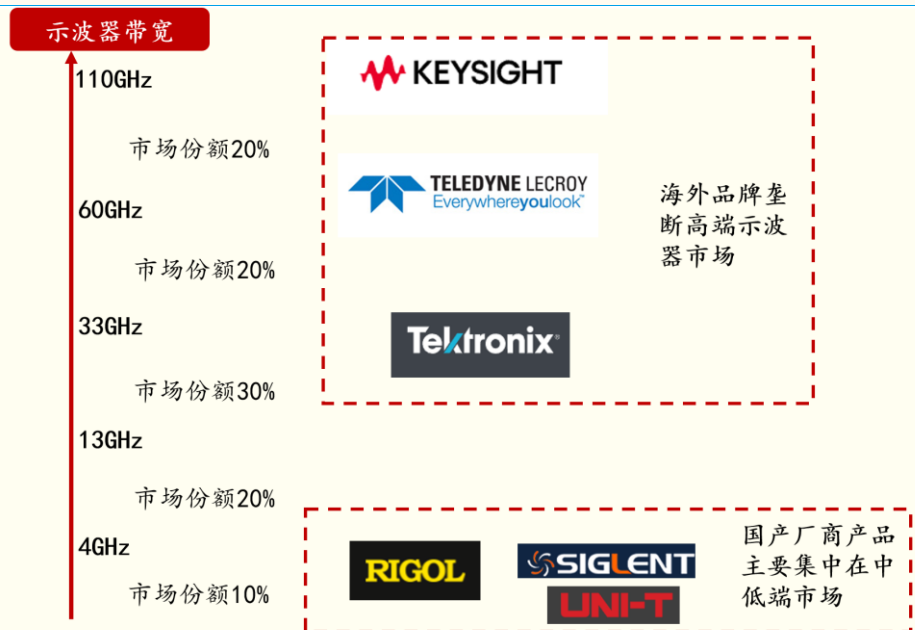 示波器带宽
110GHz
KEYSIGHT
市场份额20%
TELEDYNE LECROY
Everywhereyoulook
60GHz
海外品牌垄
断高端示波
器市场
市场份额20%
33GHz
Tektronix
市场份额30%
13GHz
市场份额20%
4GHz
RIGOL
SIGLENT
UNI-T
国产厂商产品
主要集中在中
低端市场
市场份额10%